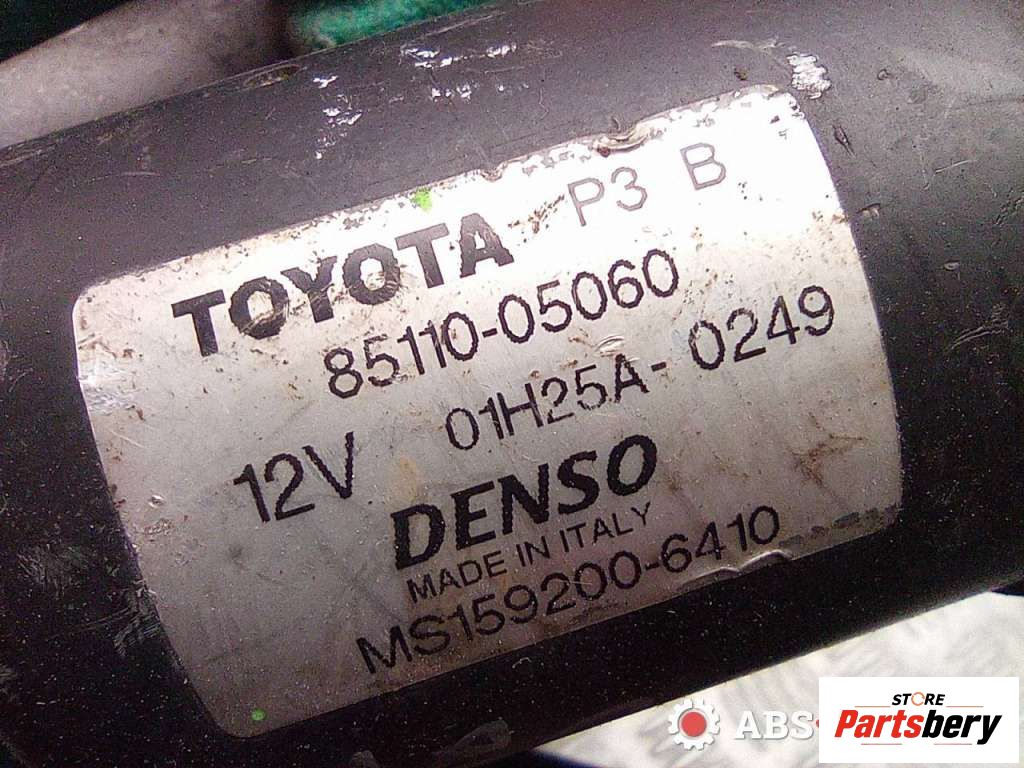 TOYOTA P3 B
85110-05060
12V 01H25A-0249
DENSO
MADE IN ITALY
MS159200-6410
ABS
STORE
Partsbery